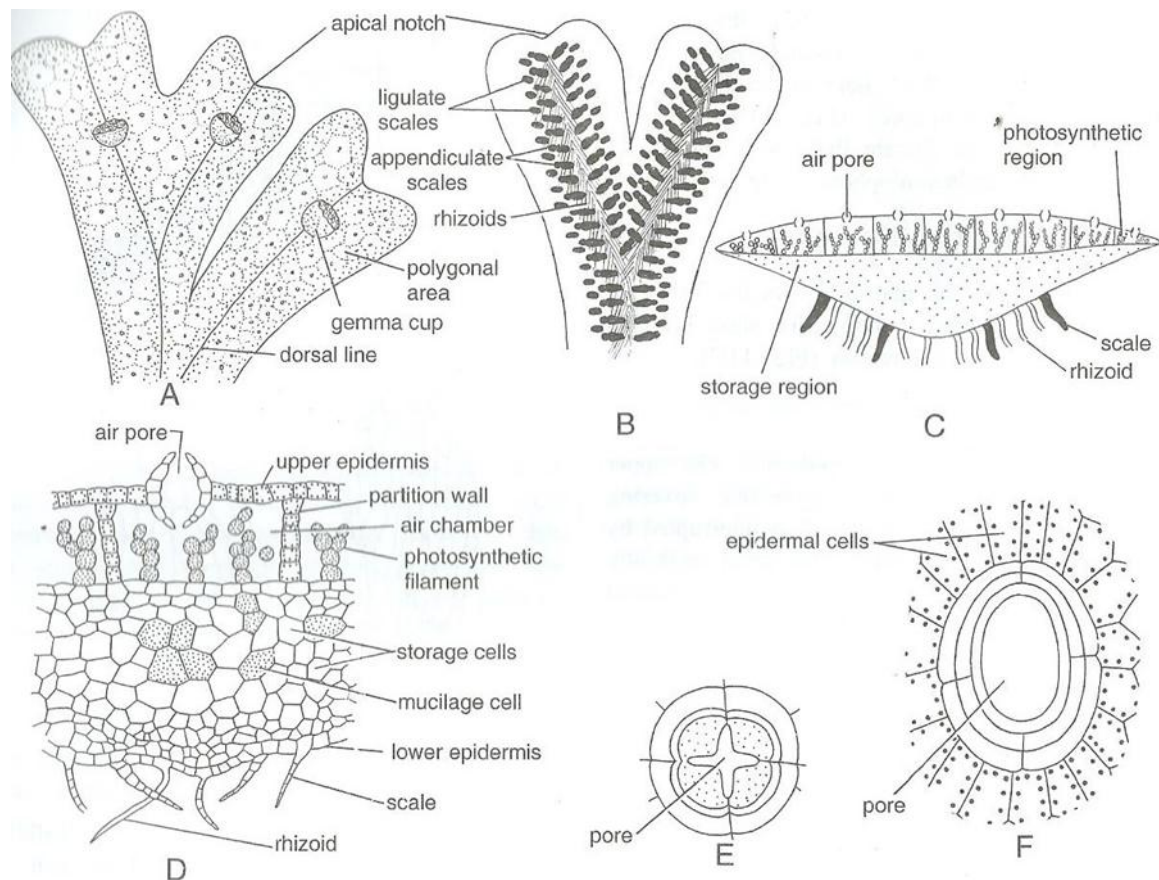 apical notch
ligulate
scales
appendiculate
scales
rhizoids
polygonal
area
gemma cup
dorsal line
A
B
photosynthetic
region
air pore
scale
rhizoid
storage region
C
air pore
upper epidermis
partition wall
air chamber
photosynthetic
filament
storage cells
mucilage cell
lower epidermis
scale
rhizoid
D
pore
E
epidermal cells
pore
F